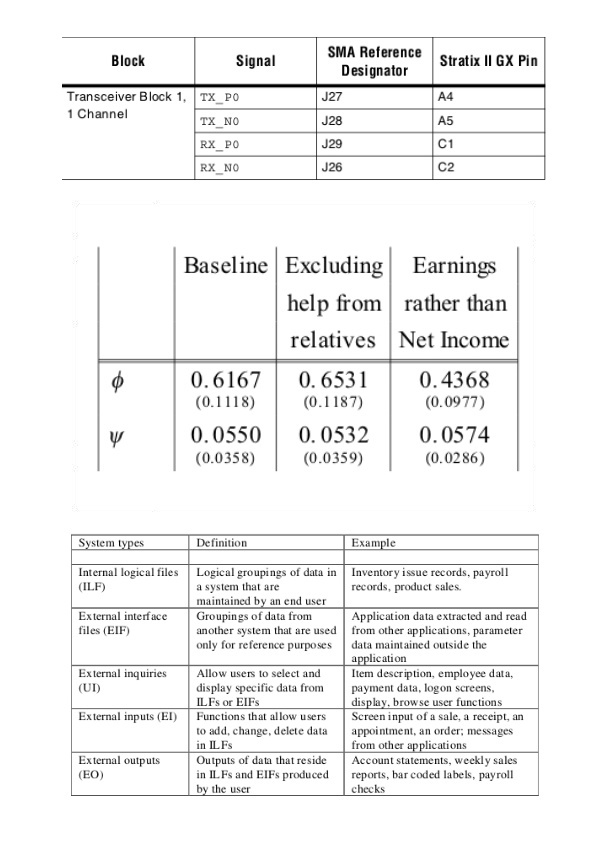 Block Signal SMA Reference Designator Stratix II GX Pin
Transceiver Block 1, 1 Channel TX_P0 J27 A4
TX_N0 J28 A5
RX_P0 J29 C1
RX_N0 J26 C2
Baseline Excluding Earnings
help from rather than
relatives Net Income
ϕ 0.6167 0.6531 0.4368
(0.1118) (0.1187) (0.0977)
ψ 0.0550 0.0532 0.0574
(0.0358) (0.0359) (0.0286)
System types Definition Example
Internal logical files Logical groupings of data in Inventory issue records, payroll
(ILF) a system that are records, product sales.
maintained by an end user
External interface Groupings of data from Application data extracted and read
files (EIF) another system that are used from other applications, parameter
only for reference purposes data maintained outside the
application
External inquiries Allow users to select and Item description, employee data,
(UI) display specific data from payment data, logon screens,
ILFs or EIFs display, browse user functions
External inputs (EI) Functions that allow users Screen input of a sale, a receipt, an
to add, change, delete data appointment, an order; messages
in ILFs from other applications
External outputs Outputs of data that reside Account statements, weekly sales
(EO) in ILFs and EIFs produced reports, bar coded labels, payroll
by the user checks